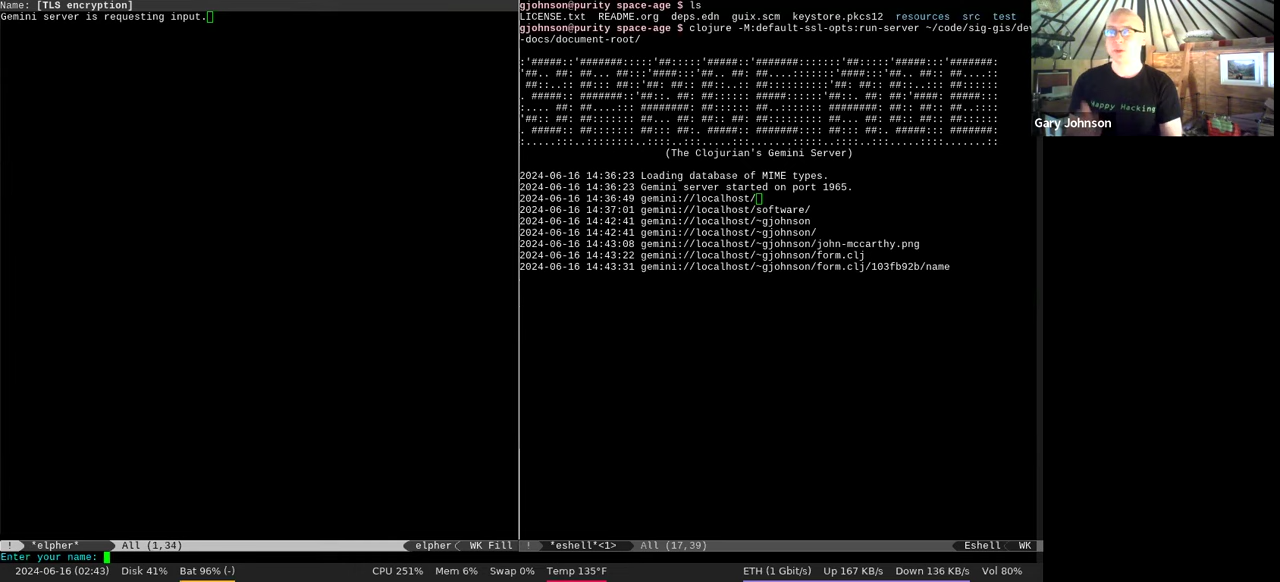 Name: [TLS encryption]
Gemini server is requesting input.
Enter your name:
! *elpher* All (1,34) elpher WK Fill
gjohnson@purity space-age $ ls
LICENSE.txt README.org deps.edn guix.scm keystore.pkcs12 resources src test
gjohnson@purity space-age $ clojure -M:default-ssl-opts:run-server ~/code/sig-gis/dev
-docs/document-root/
(The Clojurian's Gemini Server)
2024-06-16 14:36:23 Loading database of MIME types.
2024-06-16 14:36:23 Gemini server started on port 1965.
2024-06-16 14:36:49 gemini://localhost/
2024-06-16 14:37:01 gemini://localhost/software/
2024-06-16 14:42:41 gemini://localhost/~gjohnson
2024-06-16 14:42:41 gemini://localhost/~gjohnson/
2024-06-16 14:43:08 gemini://localhost/~gjohnson/john-mccarthy.png
2024-06-16 14:43:22 gemini://localhost/~gjohnson/form.clj
2024-06-16 14:43:31 gemini://localhost/~gjohnson/form.clj/103fb92b/name
! *eshell*<1> All (17,39) Eshell WK
Happy Hacking
Gary Johnson
2024-06-16 (02:43) Disk 41% Bat 96% (-) CPU 251% Mem 6% Swap 0% Temp 135°F ETH (1 Gbit/s) Up 167 KB/s Down 136 KB/s Vol 80%